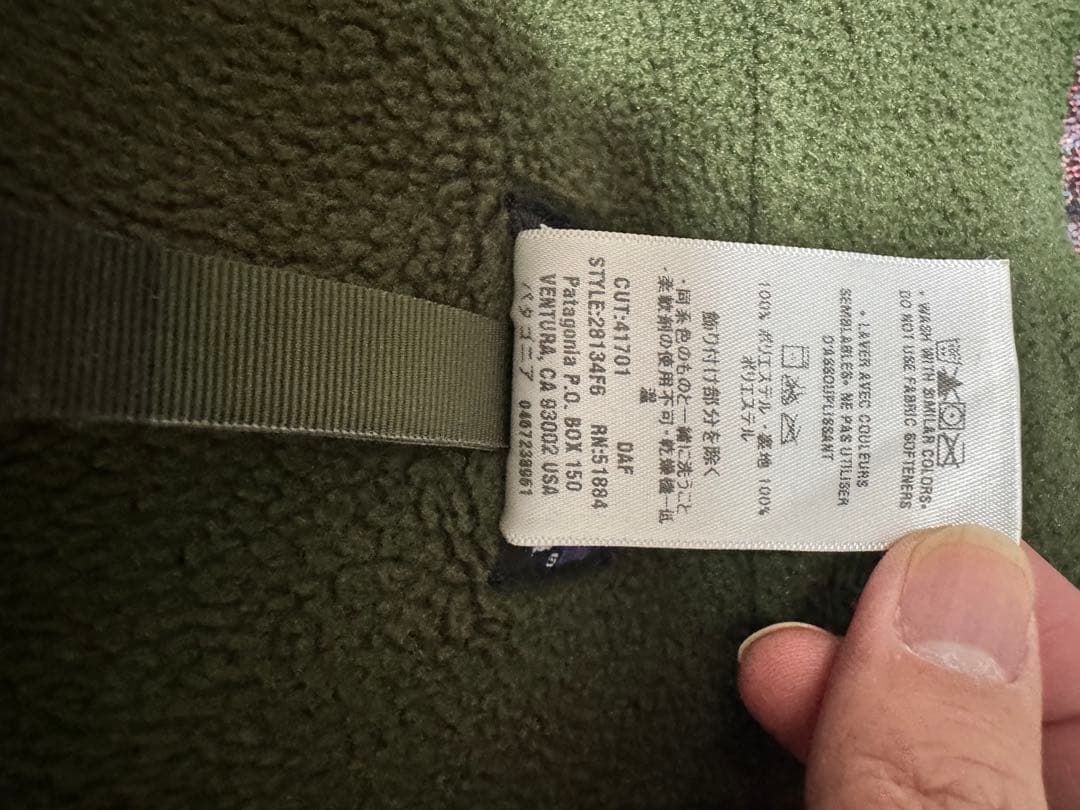 • WASH WITH SIMILAR COLORS•
DO NOT USE FABRIC SOFTENERS
• LAVER AVEC COULEURS
SEMBLABLES• NE PAS UTILISER
D'ASSOUPLISSANT
100% ポリエステル・裏地 100%
ポリエステル
飾り付け部分を除く
・同系色のものと一緒に洗うこと
・柔軟剤の使用不可・乾燥機ー低
温
CUT:41701 DAF
STYLE:28134F6 RN:51884
Patagonia P.O. BOX 150
VENTURA, CA 93002 USA
パタゴニア 0467238961